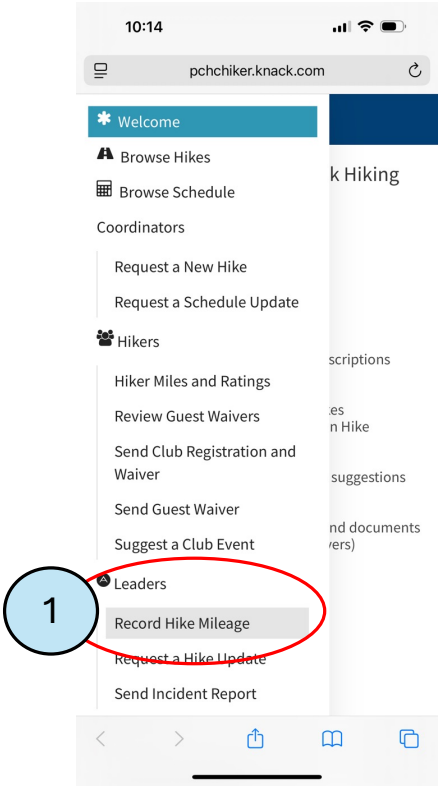 10:14
pchchiker.knack.com
Welcome
Browse Hikes
k Hiking
Browse Schedule
Coordinators
Request a New Hike
Request a Schedule Update
Hikers
scriptions
Hiker Miles and Ratings
es
Review Guest Waivers
n Hike
Send Club Registration and
Waiver
suggestions
Send Guest Waiver
nd documents
Suggest a Club Event
vers)
Leaders
1
Record Hike Mileage
Request a Hike Update
Send Incident Report